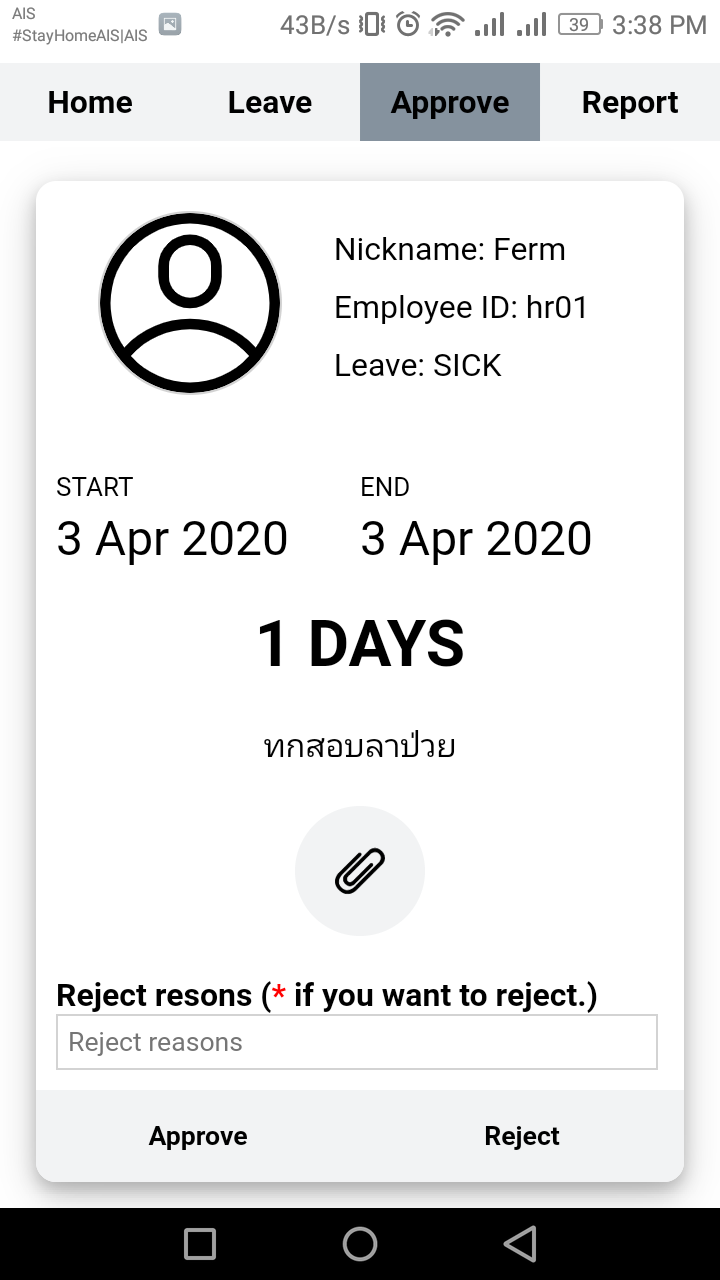 AIS
#StayHomeAIS|AIS
43B/s 39 3:38 PM
Home Leave Approve Report
Nickname: Ferm
Employee ID: hr01
Leave: SICK
START END
3 Apr 2020 3 Apr 2020
1 DAYS
ทกสอบลาป่วย
Reject resons (* if you want to reject.)
Reject reasons
Approve Reject